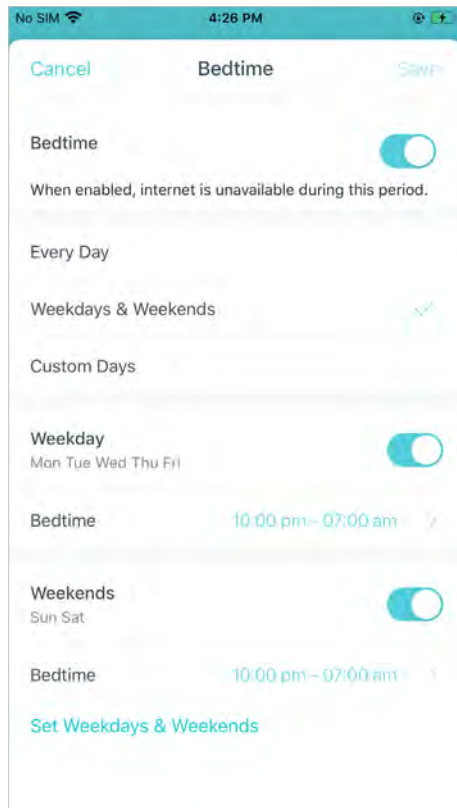 No SIM 4:26 PM
Cancel Bedtime Save
Bedtime
When enabled, internet is unavailable during this period.
Every Day
Weekdays & Weekends
Custom Days
Weekday
Mon Tue Wed Thu Fri
Bedtime 10:00 pm - 07:00 am
Weekends
Sun Sat
Bedtime 10:00 pm - 07:00 am
Set Weekdays & Weekends